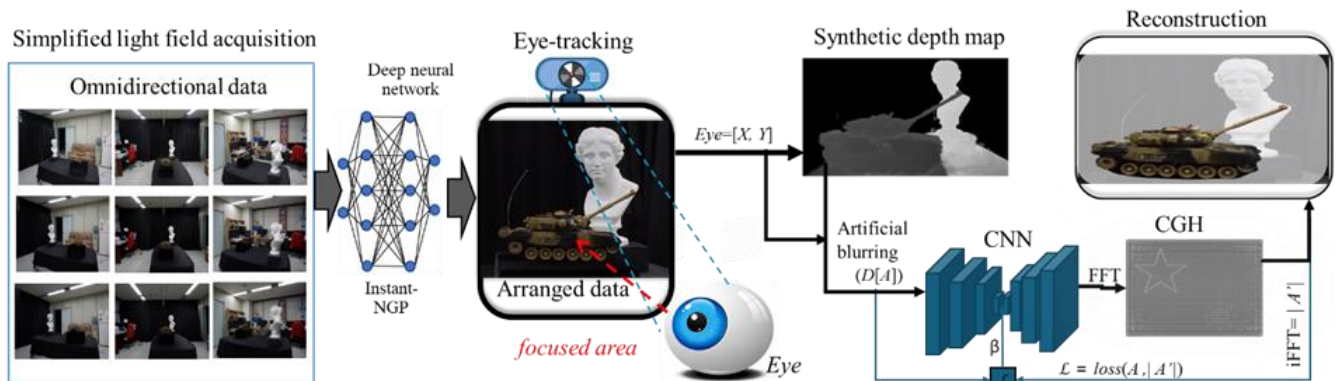 Simplified light field acquisition
Omnidirectional data
Deep neural
network
Instant-
NGP
Eye-tracking
Arranged data
focused area
Eye
Eye=[X, Y]
Synthetic depth map
Artificial
blurring
(D[A])
CNN
β
FFT
CGH
ℒ = loss(A ,| A'|)
iFFT= | A'|
Reconstruction